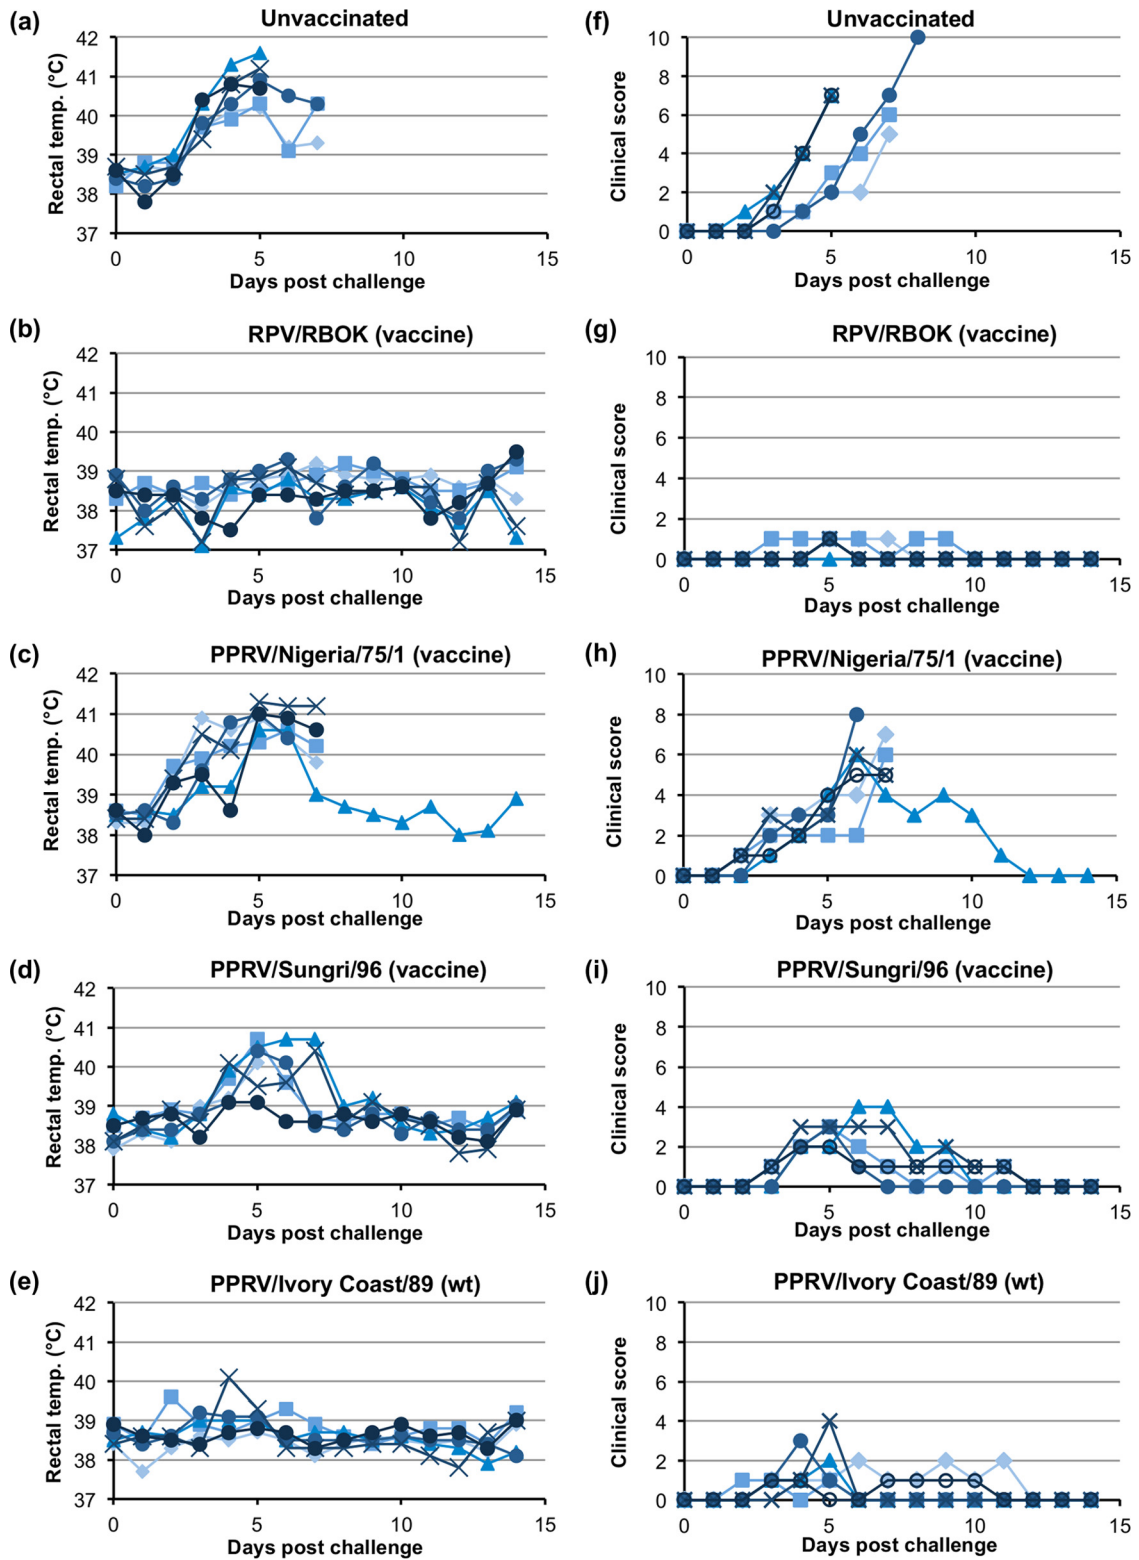 (a)
Unvaccinated
Rectal temp. (°C)
42
41
40
39
38
37
0
5
10
15
Days post challenge
(f)
Unvaccinated
Clinical score
10
8
6
4
2
0
0
5
10
15
Days post challenge
(b)
RPV/RBOK (vaccine)
Rectal temp. (°C)
42
41
40
39
38
37
0
5
10
15
Days post challenge
(g)
RPV/RBOK (vaccine)
Clinical score
10
8
6
4
2
0
0
5
10
15
Days post challenge
(c)
PPRV/Nigeria/75/1 (vaccine)
Rectal temp. (°C)
42
41
40
39
38
37
0
5
10
15
Days post challenge
(h)
PPRV/Nigeria/75/1 (vaccine)
Clinical score
10
8
6
4
2
0
0
5
10
15
Days post challenge
(d)
PPRV/Sungri/96 (vaccine)
Rectal temp. (°C)
42
41
40
39
38
37
0
5
10
15
Days post challenge
(i)
PPRV/Sungri/96 (vaccine)
Clinical score
10
8
6
4
2
0
0
5
10
15
Days post challenge
(e)
PPRV/Ivory Coast/89 (wt)
Rectal temp. (°C)
42
41
40
39
38
37
0
5
10
15
Days post challenge
(j)
PPRV/Ivory Coast/89 (wt)
Clinical score
10
8
6
4
2
0
0
5
10
15
Days post challenge